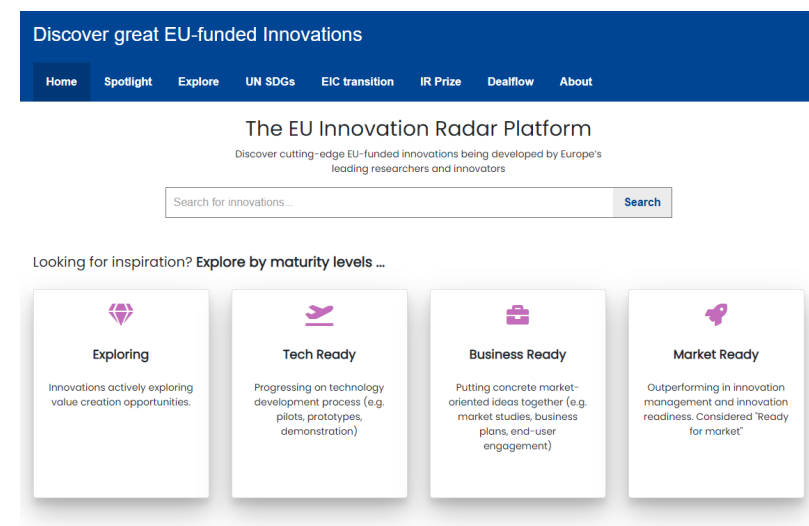 Discover great EU-funded Innovations
Home Spotlight Explore UN SDGs EIC transition IR Prize Dealflow About
The EU Innovation Radar Platform
Discover cutting-edge EU-funded innovations being developed by Europe's
leading researchers and innovators
Search for innovations... Search
Looking for inspiration? Explore by maturity levels ...
Exploring
Innovations actively exploring
value creation opportunities.
Tech Ready
Progressing on technology
development process (e.g.
pilots, prototypes,
demonstration)
Business Ready
Putting concrete market-
oriented ideas together (e.g.
market studies, business
plans, end-user
engagement)
Market Ready
Outperforming in innovation
management and innovation
readiness. Considered "Ready
for market"